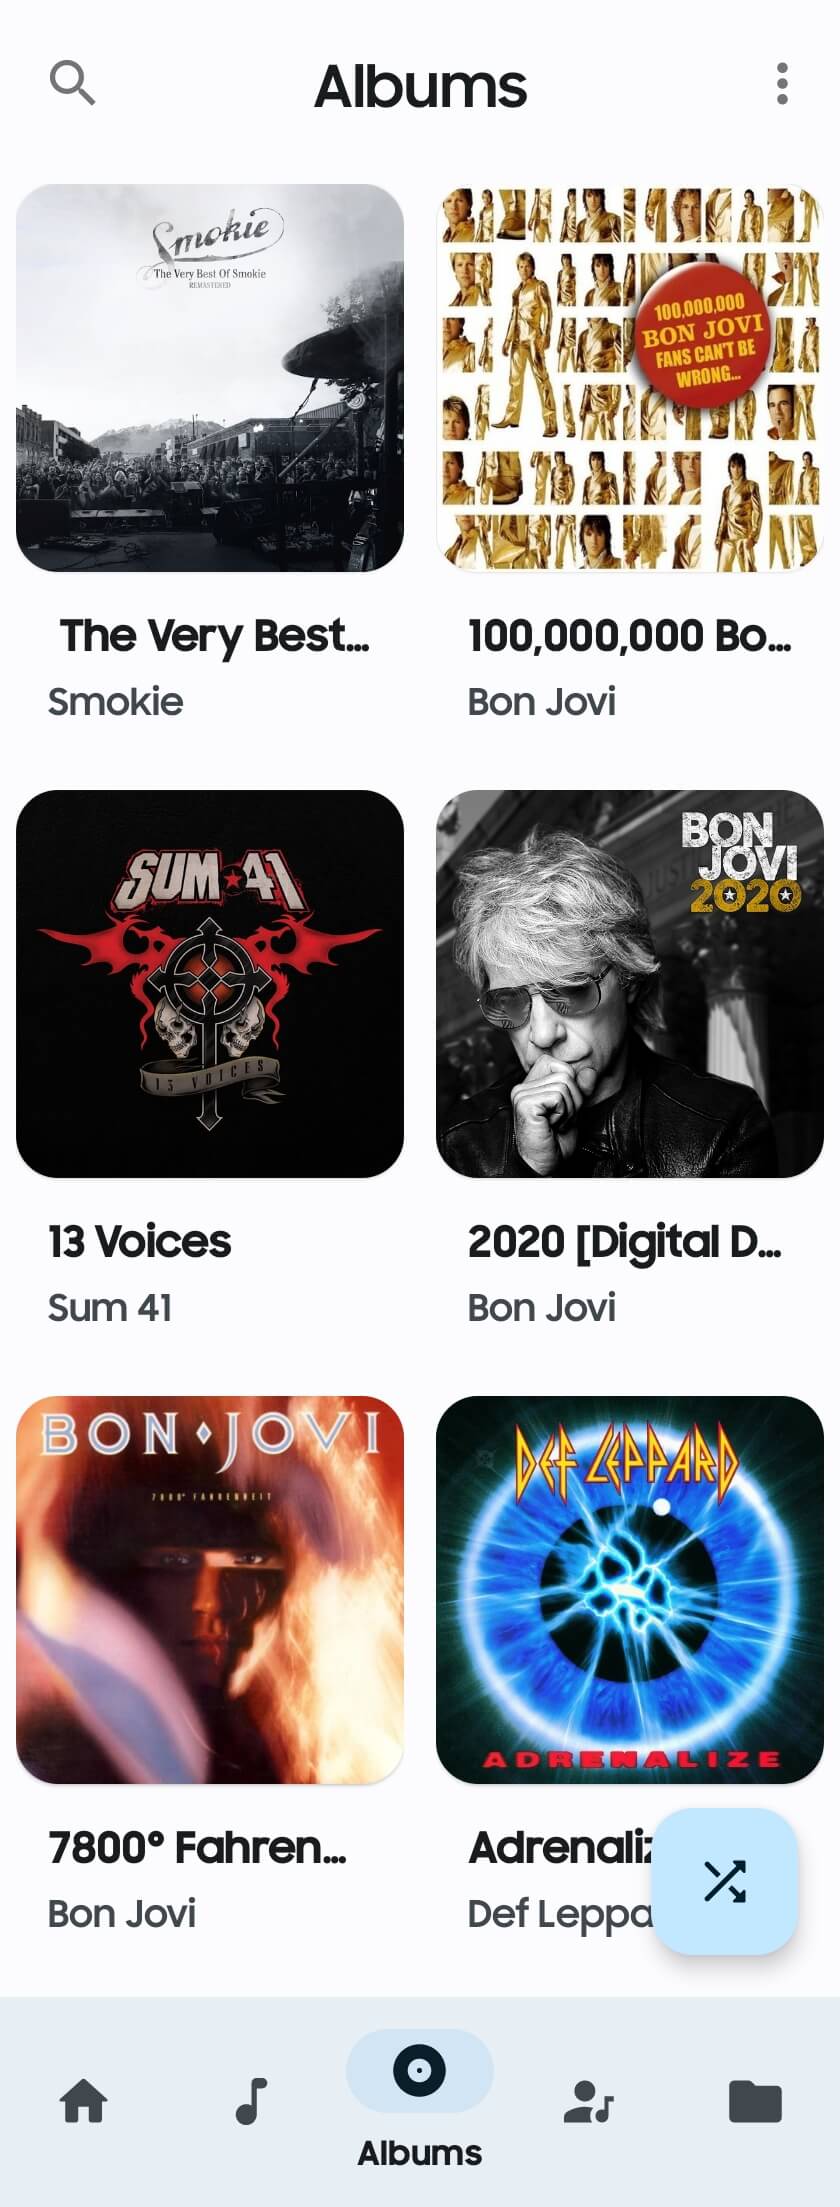 Albums
Smokie
The Very Best Of Smokie
REMASTERED
100,000,000
BON JOVI
FANS CAN'T BE
WRONG...
The Very Best...
Smokie
100,000,000 Bo...
Bon Jovi
SUM 41
13 VOICES
BON
JOVI
2020
13 Voices
Sum 41
2020 [Digital D...
Bon Jovi
BON JOVI
7800° FAHRENHEIT
DEF LEPPARD
ADRENALIZE
7800° Fahren...
Bon Jovi
Adrenaliz
Def Leppa
Albums